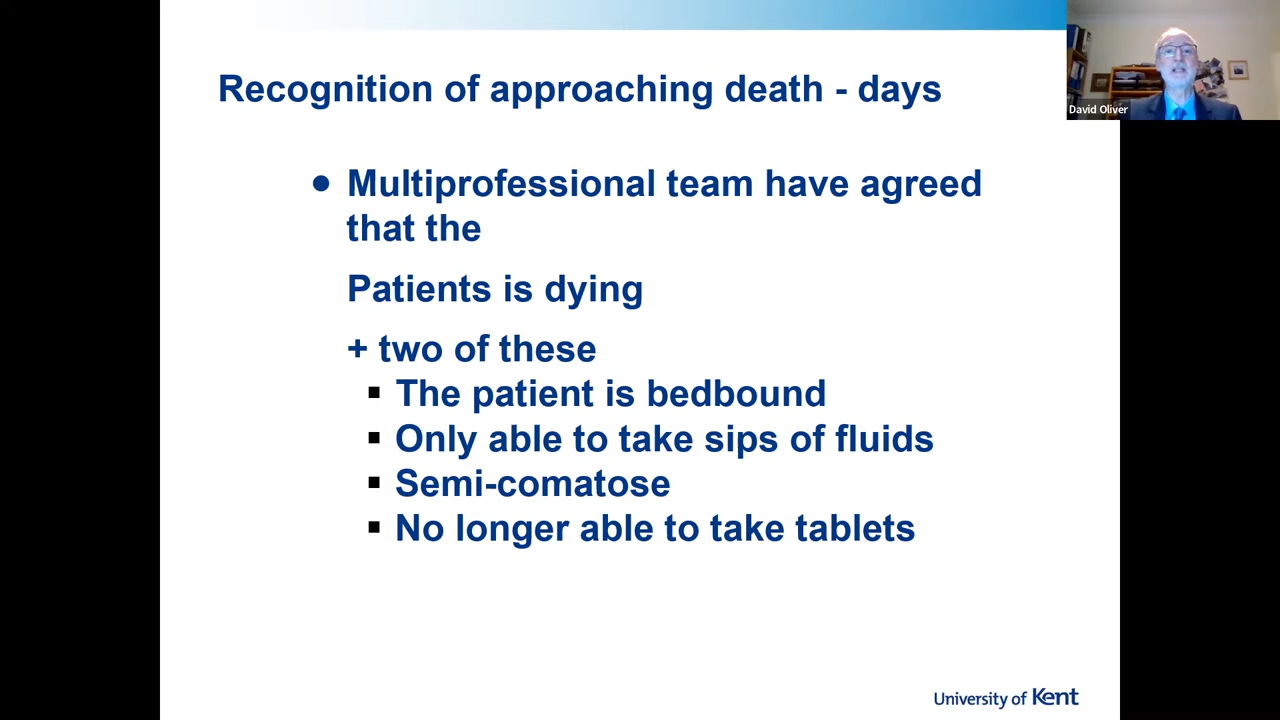 Recognition of approaching death - days
David Oliver
● Multiprofessional team have agreed
that the
Patients is dying
+ two of these
▪ The patient is bedbound
▪ Only able to take sips of fluids
▪ Semi-comatose
▪ No longer able to take tablets
University of Kent